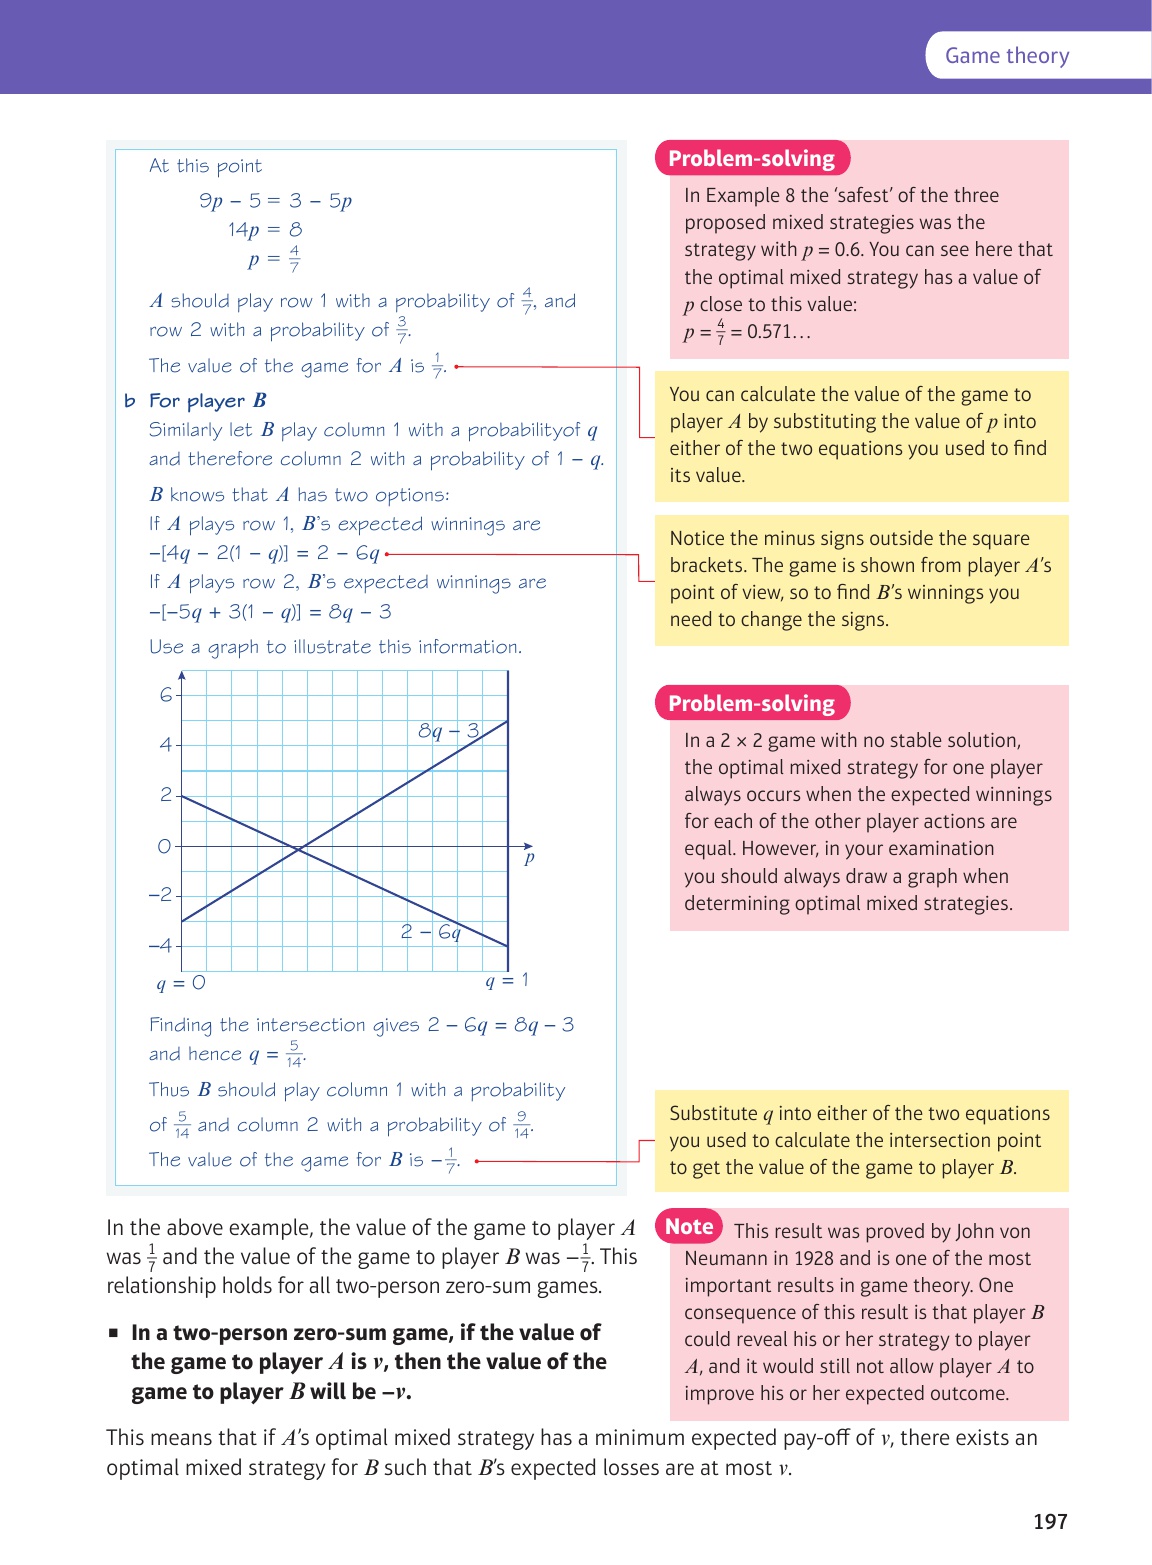 Game theory
At this point
9p – 5 = 3 – 5p
14p = 8
p = 4/7
A should play row 1 with a probability of 4/7, and
row 2 with a probability of 3/7.
The value of the game for A is 1/7.
b For player B
Similarly let B play column 1 with a probabilityof q
and therefore column 2 with a probability of 1 – q.
B knows that A has two options:
If A plays row 1, B’s expected winnings are
–[4q – 2(1 – q)] = 2 – 6q
If A plays row 2, B’s expected winnings are
–[–5q + 3(1 – q)] = 8q – 3
Use a graph to illustrate this information.
6
4
2
0
–2
–4
8q – 3
2 – 6q
p
q = 0
q = 1
Finding the intersection gives 2 – 6q = 8q – 3
and hence q = 5/14.
Thus B should play column 1 with a probability
of 5/14 and column 2 with a probability of 9/14.
The value of the game for B is –1/7.
Problem-solving
In Example 8 the ‘safest’ of the three
proposed mixed strategies was the
strategy with p = 0.6. You can see here that
the optimal mixed strategy has a value of
p close to this value:
p = 4/7 = 0.571…
You can calculate the value of the game to
player A by substituting the value of p into
either of the two equations you used to find
its value.
Notice the minus signs outside the square
brackets. The game is shown from player A’s
point of view, so to find B’s winnings you
need to change the signs.
Problem-solving
In a 2 × 2 game with no stable solution,
the optimal mixed strategy for one player
always occurs when the expected winnings
for each of the other player actions are
equal. However, in your examination
you should always draw a graph when
determining optimal mixed strategies.
Substitute q into either of the two equations
you used to calculate the intersection point
to get the value of the game to player B.
In the above example, the value of the game to player A
was 1/7 and the value of the game to player B was –1/7. This
relationship holds for all two-person zero-sum games.
■ In a two-person zero-sum game, if the value of
the game to player A is v, then the value of the
game to player B will be –v.
Note This result was proved by John von
Neumann in 1928 and is one of the most
important results in game theory. One
consequence of this result is that player B
could reveal his or her strategy to player
A, and it would still not allow player A to
improve his or her expected outcome.
This means that if A’s optimal mixed strategy has a minimum expected pay-off of v, there exists an
optimal mixed strategy for B such that B’s expected losses are at most v.
197